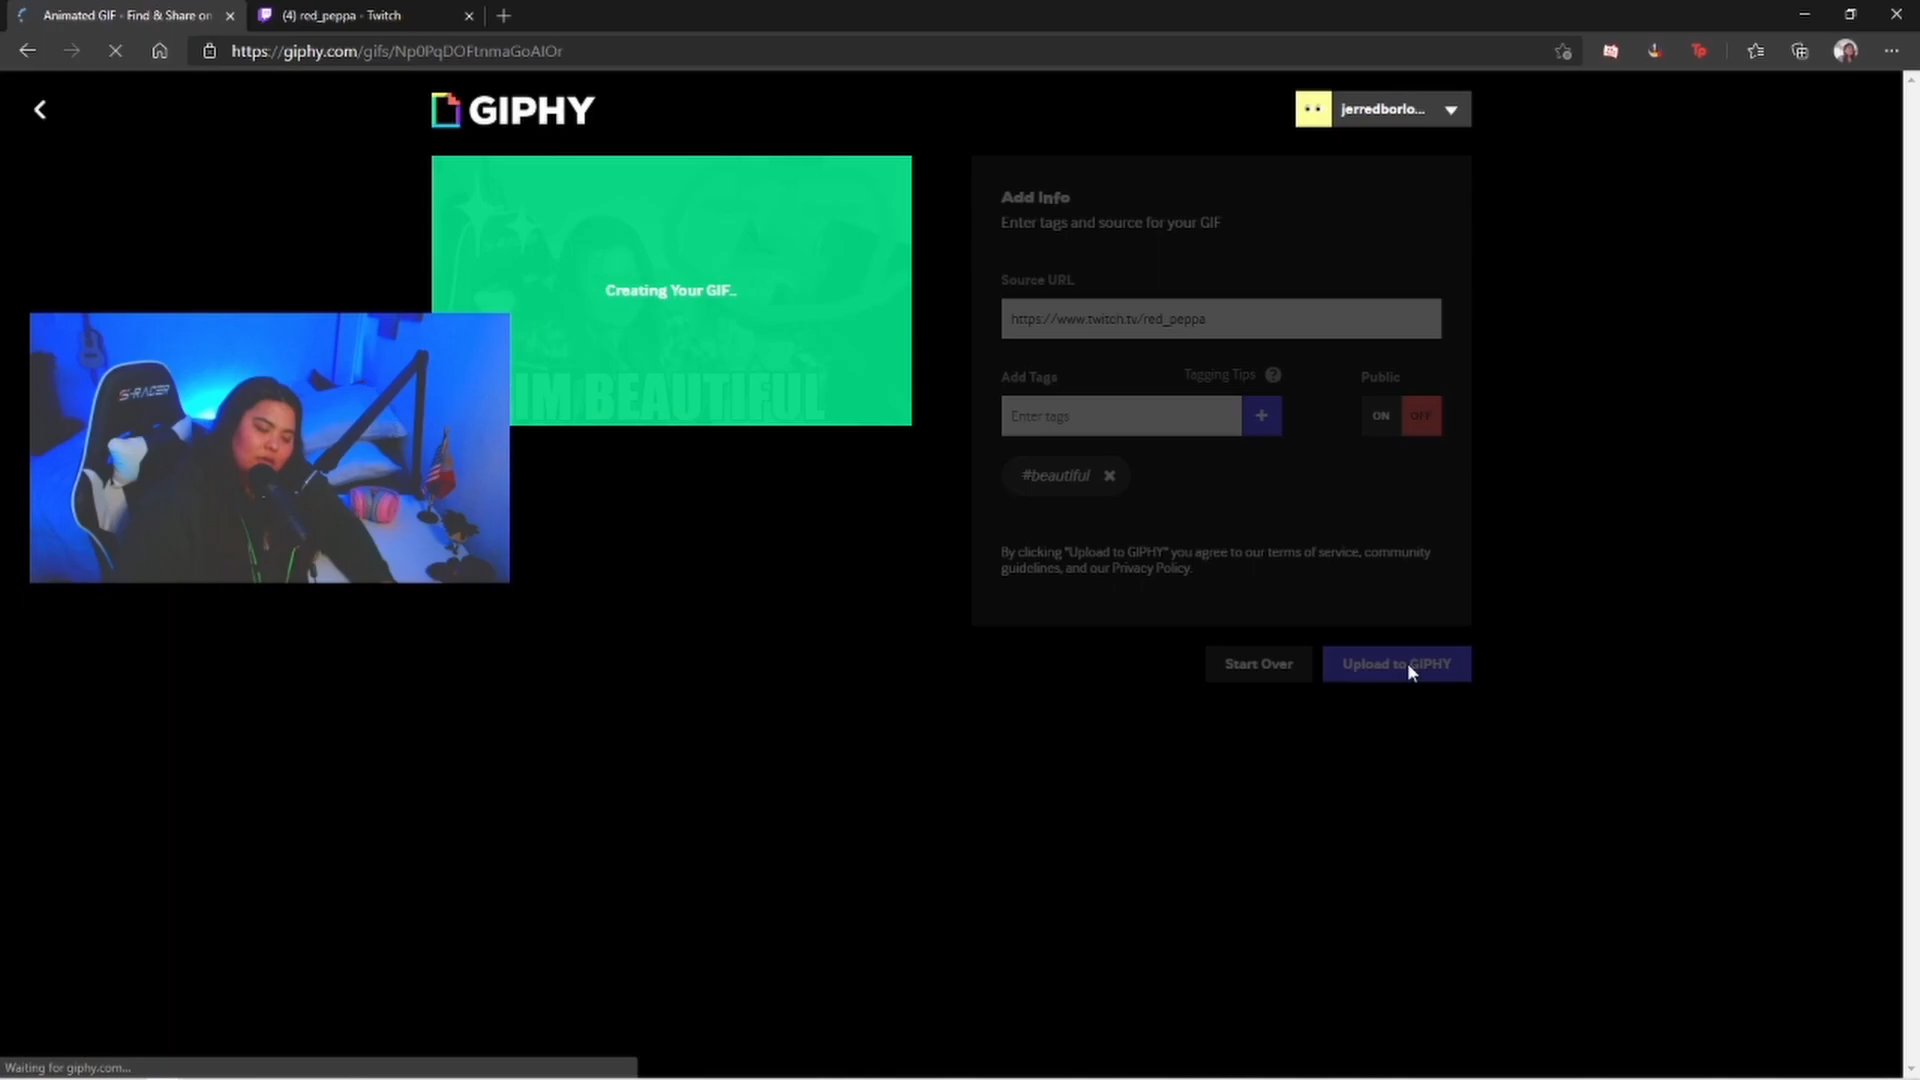 Animated GIF - Find & Share on
(4) red_peppa - Twitch
https://giphy.com/gifs/Np0PqDOFtnmaGoAIOr
Tp
GIPHY
jerredborlo...
Creating Your GIF...
IM BEAUTIFUL
S-RACER
Add Info
Enter tags and source for your GIF
Source URL
https://www.twitch.tv/red_peppa
Add Tags
Tagging Tips ?
Public
Enter tags
+
ON
OFF
#beautiful
By clicking "Upload to GIPHY" you agree to our terms of service, community
guidelines, and our Privacy Policy.
Start Over
Upload to GIPHY
Waiting for giphy.com...